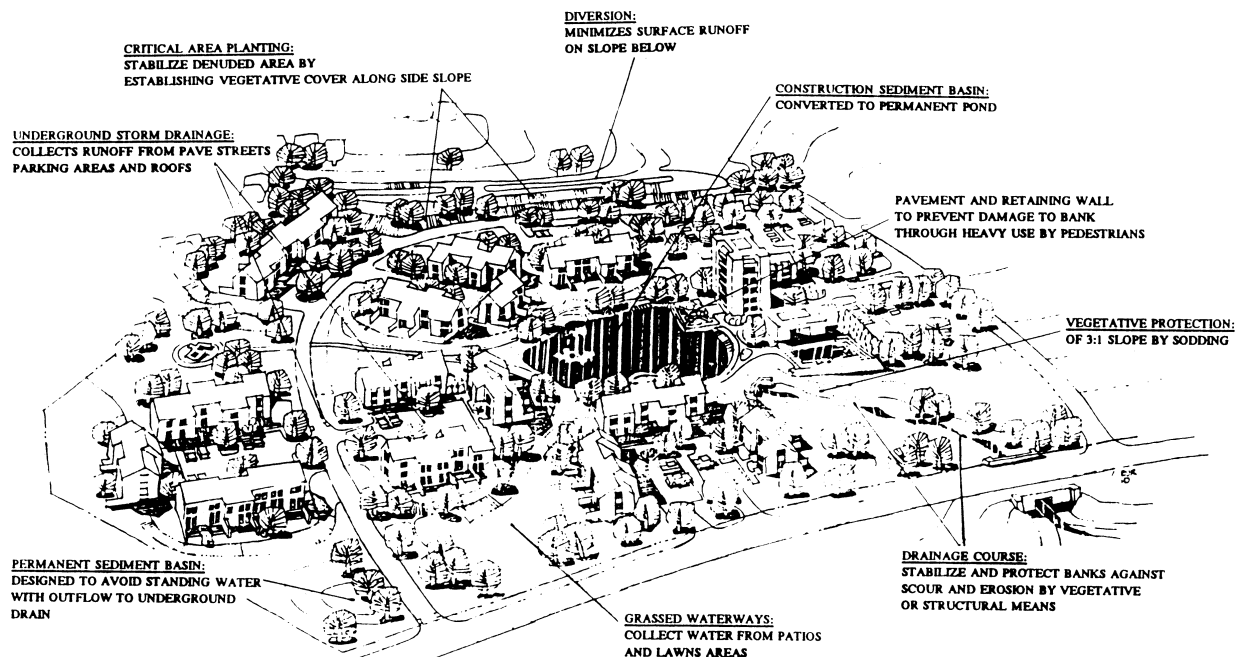 DIVERSION:
MINIMIZES SURFACE RUNOFF
ON SLOPE BELOW
CRITICAL AREA PLANTING:
STABILIZE DENUDED AREA BY
ESTABLISHING VEGETATIVE COVER ALONG SIDE SLOPE
CONSTRUCTION SEDIMENT BASIN:
CONVERTED TO PERMANENT POND
UNDERGROUND STORM DRAINAGE:
COLLECTS RUNOFF FROM PAVE STREETS
PARKING AREAS AND ROOFS
PAVEMENT AND RETAINING WALL
TO PREVENT DAMAGE TO BANK
THROUGH HEAVY USE BY PEDESTRIANS
VEGETATIVE PROTECTION:
OF 3:1 SLOPE BY SODDING
PERMANENT SEDIMENT BASIN:
DESIGNED TO AVOID STANDING WATER
WITH OUTFLOW TO UNDERGROUND
DRAIN
DRAINAGE COURSE:
STABILIZE AND PROTECT BANKS AGAINST
SCOUR AND EROSION BY VEGETATIVE
OR STRUCTURAL MEANS
GRASSED WATERWAYS:
COLLECT WATER FROM PATIOS
AND LAWNS AREAS